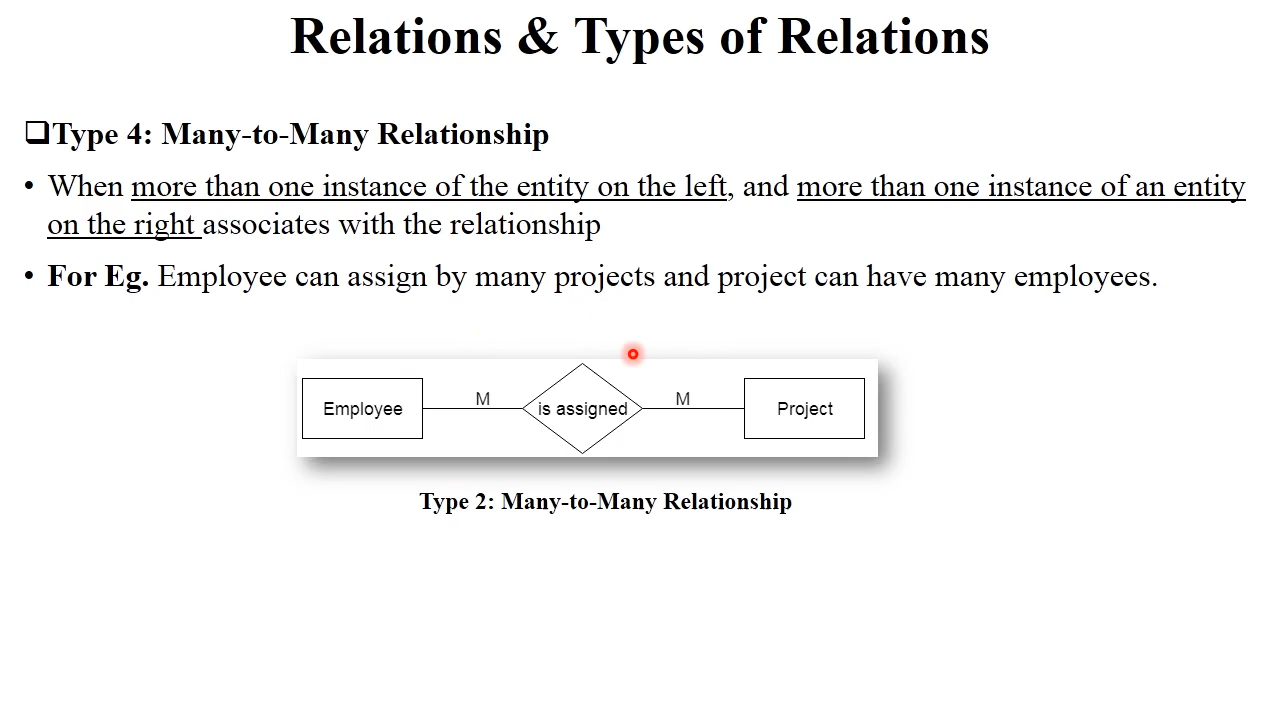 Relations & Types of Relations
❑Type 4: Many-to-Many Relationship
• When more than one instance of the entity on the left, and more than one instance of an entity
on the right associates with the relationship
• For Eg. Employee can assign by many projects and project can have many employees.
Employee M is assigned M Project
Type 2: Many-to-Many Relationship